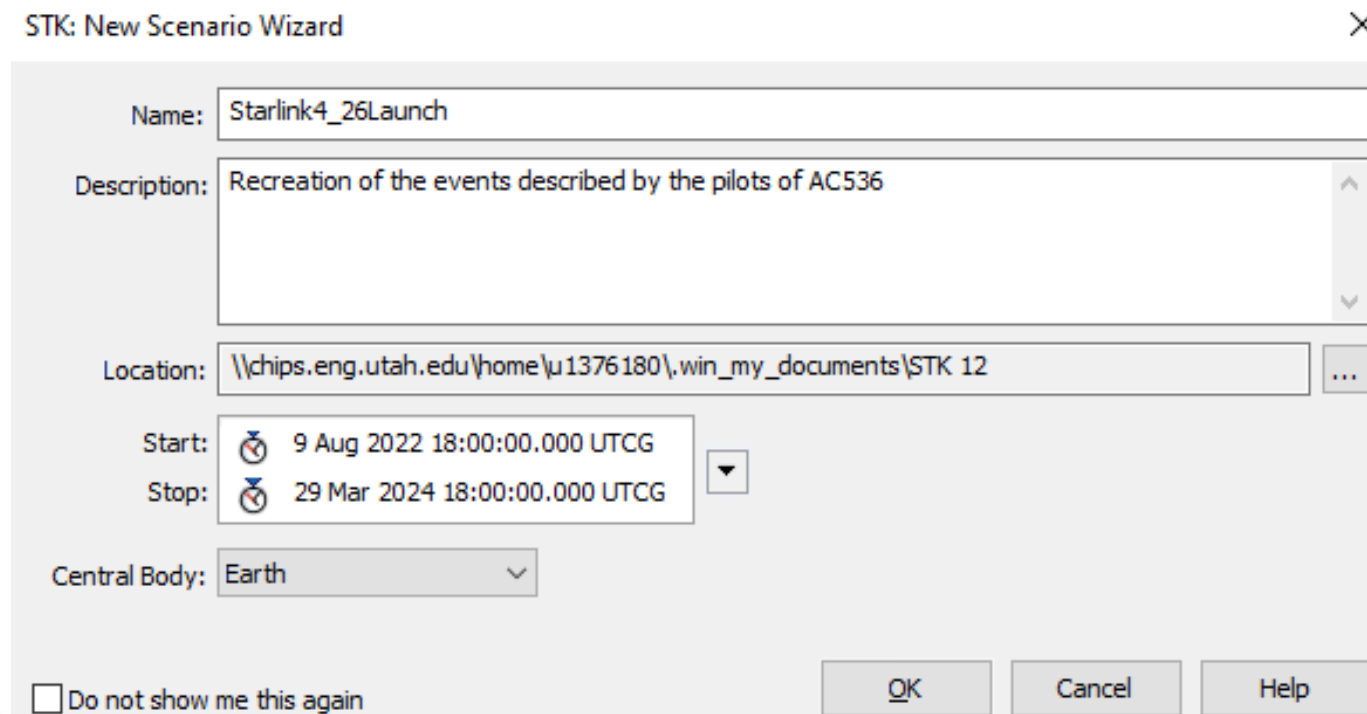 STK: New Scenario Wizard
Name: Starlink4_26Launch
Description: Recreation of the events described by the pilots of AC536
Location: \\chips.eng.utah.edu\home\u1376180\.win_my_documents\STK 12 ...
Start: 9 Aug 2022 18:00:00.000 UTCG
Stop: 29 Mar 2024 18:00:00.000 UTCG
Central Body: Earth
Do not show me this again OK Cancel Help